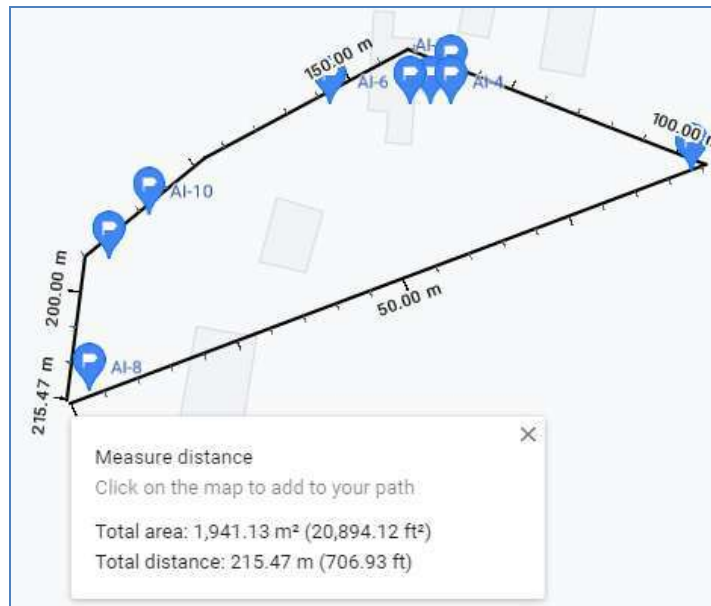 150.00 m
AI-6
AI-4
100.00
AI-10
200.00 m
50.00 m
215.47 m
AI-8
Measure distance
Click on the map to add to your path
Total area: 1,941.13 m² (20,894.12 ft²)
Total distance: 215.47 m (706.93 ft)